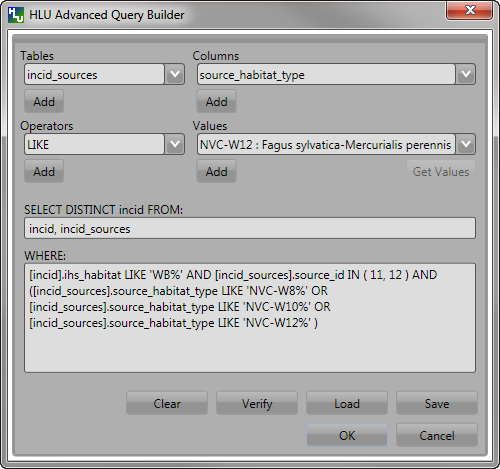 HLU HLU Advanced Query Builder
Tables Columns
incid_sources source_habitat_type
Add Add
Operators Values
LIKE NVC-W12 : Fagus sylvatica-Mercurialis perennis
Add Add Get Values
SELECT DISTINCT incid FROM:
incid, incid_sources
WHERE:
[incid].ihs_habitat LIKE 'WB%' AND [incid_sources].source_id IN ( 11, 12 ) AND
([incid_sources].source_habitat_type LIKE 'NVC-W8%' OR
[incid_sources].source_habitat_type LIKE 'NVC-W10%' OR
[incid_sources].source_habitat_type LIKE 'NVC-W12%' )
Clear Verify Load Save
OK Cancel